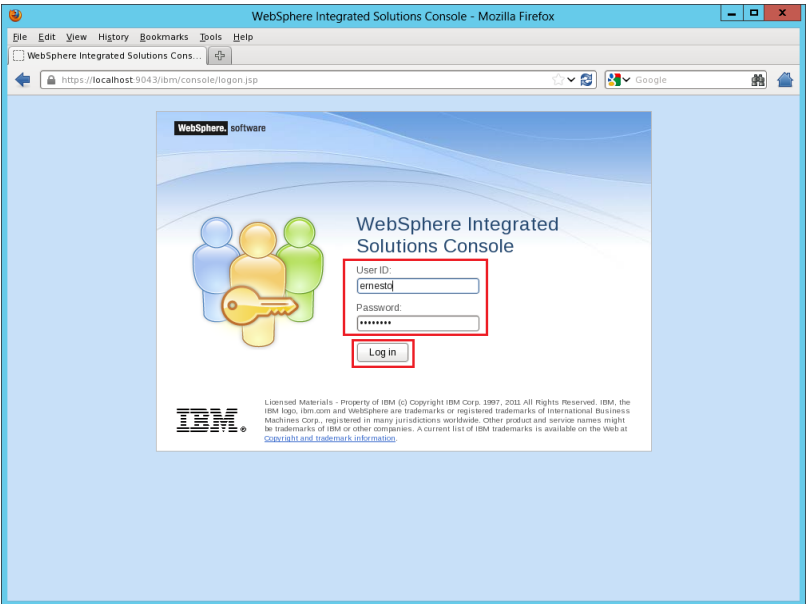 WebSphere Integrated Solutions Console - Mozilla Firefox
File Edit View History Bookmarks Tools Help
WebSphere Integrated Solutions Cons...
https://localhost:9043/ibm/console/logon.jsp
Google
WebSphere. software
WebSphere Integrated
Solutions Console
User ID:
ernesto
Password:
••••••••
Log in
Licensed Materials - Property of IBM (c) Copyright IBM Corp. 1997, 2011 All Rights Reserved. IBM, the
IBM logo, ibm.com and WebSphere are trademarks or registered trademarks of International Business
Machines Corp., registered in many jurisdictions worldwide. Other product and service names might
be trademarks of IBM or other companies. A current list of IBM trademarks is available on the Web at
Copyright and trademark information.
IBM®